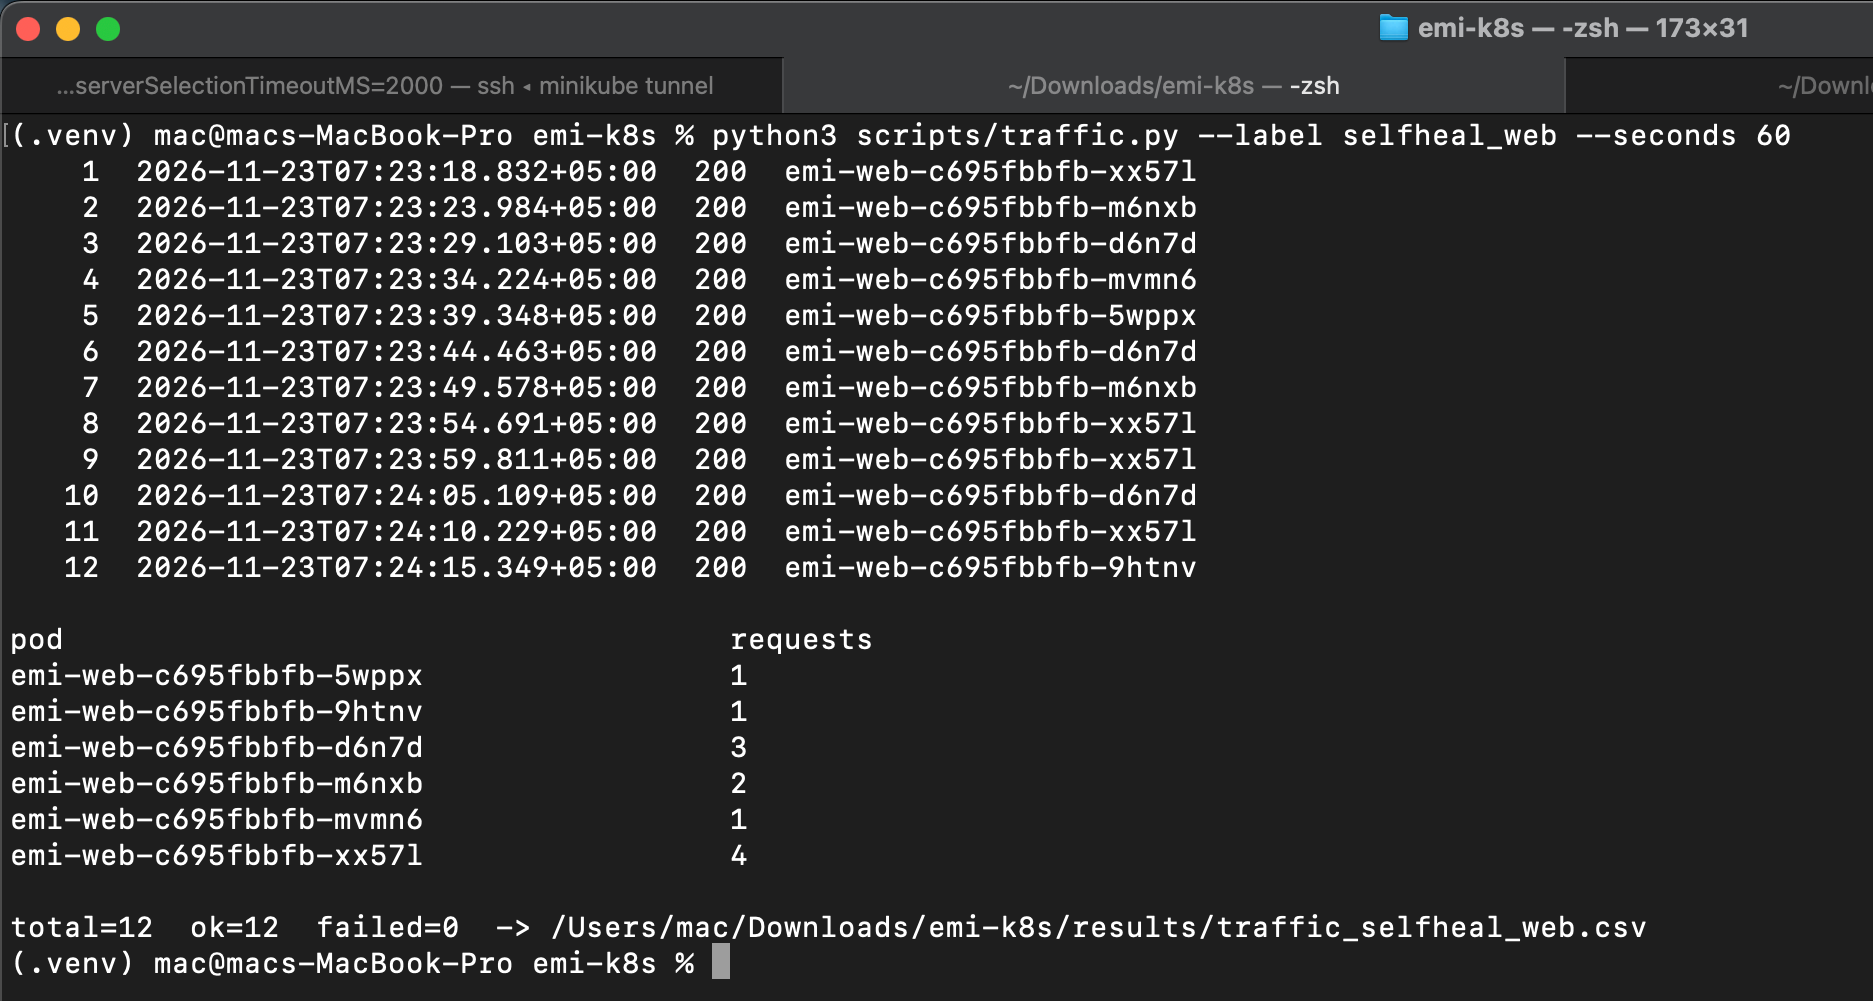 emi-k8s — -zsh — 173×31
...serverSelectionTimeoutMS=2000 — ssh ◂ minikube tunnel
~/Downloads/emi-k8s — -zsh
~/Downl
[(.venv) mac@macs-MacBook-Pro emi-k8s % python3 scripts/traffic.py --label selfheal_web --seconds 60
1 2026-11-23T07:23:18.832+05:00 200 emi-web-c695fbbfb-xx57l
2 2026-11-23T07:23:23.984+05:00 200 emi-web-c695fbbfb-m6nxb
3 2026-11-23T07:23:29.103+05:00 200 emi-web-c695fbbfb-d6n7d
4 2026-11-23T07:23:34.224+05:00 200 emi-web-c695fbbfb-mvmn6
5 2026-11-23T07:23:39.348+05:00 200 emi-web-c695fbbfb-5wppx
6 2026-11-23T07:23:44.463+05:00 200 emi-web-c695fbbfb-d6n7d
7 2026-11-23T07:23:49.578+05:00 200 emi-web-c695fbbfb-m6nxb
8 2026-11-23T07:23:54.691+05:00 200 emi-web-c695fbbfb-xx57l
9 2026-11-23T07:23:59.811+05:00 200 emi-web-c695fbbfb-xx57l
10 2026-11-23T07:24:05.109+05:00 200 emi-web-c695fbbfb-d6n7d
11 2026-11-23T07:24:10.229+05:00 200 emi-web-c695fbbfb-xx57l
12 2026-11-23T07:24:15.349+05:00 200 emi-web-c695fbbfb-9htnv
pod requests
emi-web-c695fbbfb-5wppx 1
emi-web-c695fbbfb-9htnv 1
emi-web-c695fbbfb-d6n7d 3
emi-web-c695fbbfb-m6nxb 2
emi-web-c695fbbfb-mvmn6 1
emi-web-c695fbbfb-xx57l 4
total=12 ok=12 failed=0 -> /Users/mac/Downloads/emi-k8s/results/traffic_selfheal_web.csv
(.venv) mac@macs-MacBook-Pro emi-k8s %